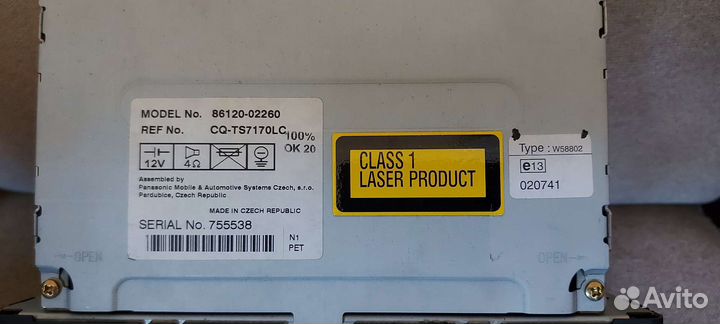 MODEL No. 86120-02260
REF No. CQ-TS7170LC
100%
OK 20
12V
4Ω
Assembled by
Panasonic Mobile & Automotive Systems Czech, s.r.o.
Pardubice, Czech Republic
MADE IN CZECH REPUBLIC
SERIAL No. 755538
N1
PET
CLASS 1
LASER PRODUCT
Type : W58802
e13
020741
OPEN
OPEN
Avito